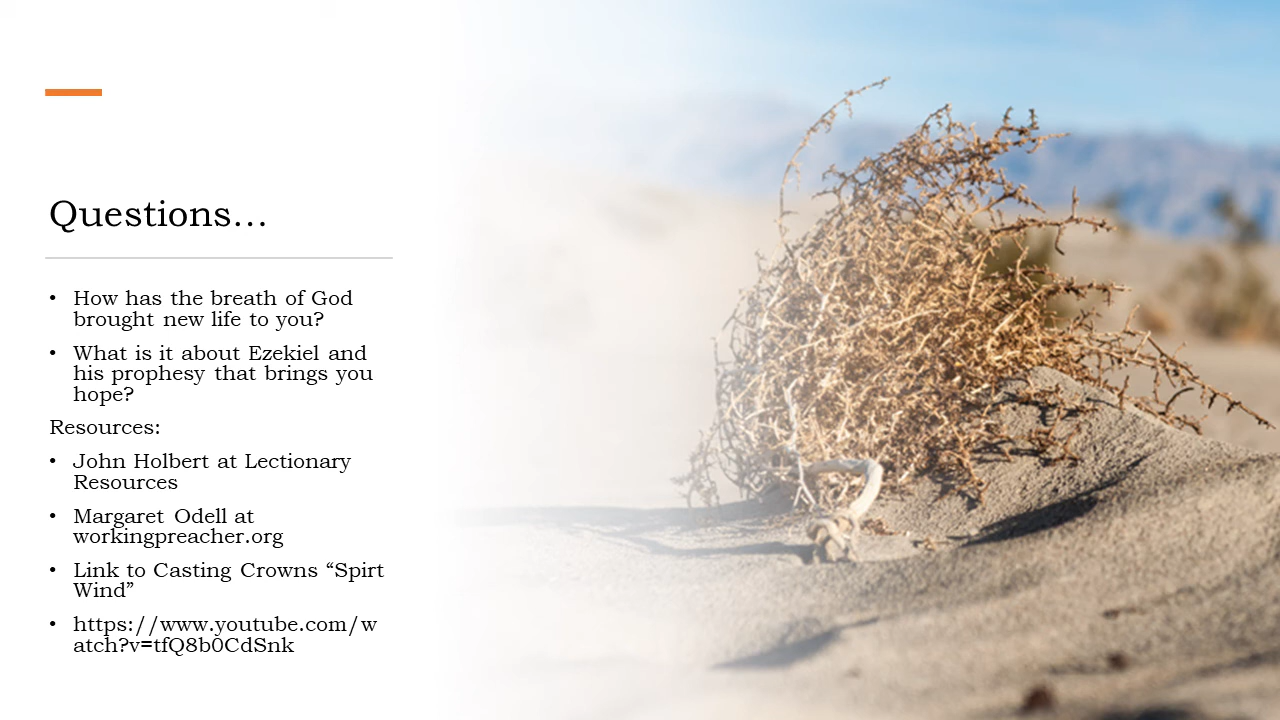 Questions…
• How has the breath of God
brought new life to you?
• What is it about Ezekiel and
his prophesy that brings you
hope?
Resources:
• John Holbert at Lectionary
Resources
• Margaret Odell at
workingpreacher.org
• Link to Casting Crowns “Spirt
Wind”
• https://www.youtube.com/w
atch?v=tfQ8b0CdSnk